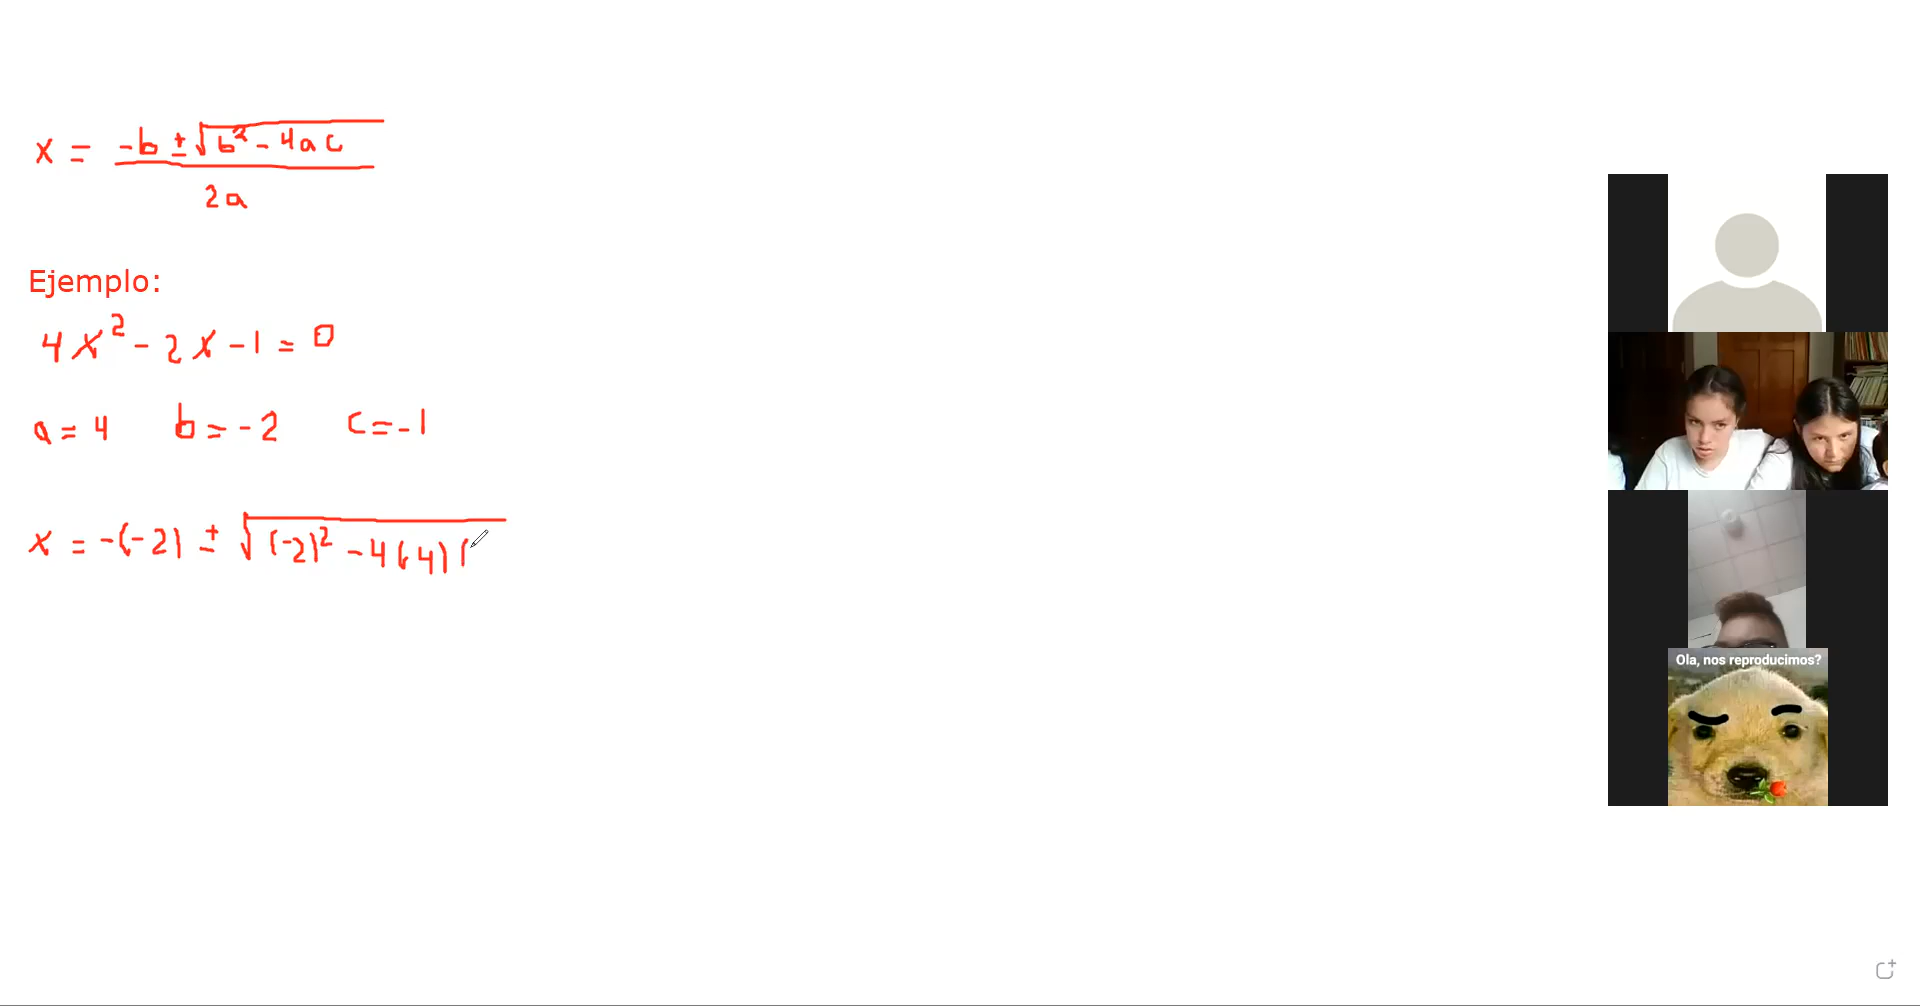 x = -b ± √b² - 4ac
2a
Ejemplo:
4x² - 2x - 1 = 0
a = 4 b = -2 c = -1
x = -(-2) ± √(-2)² - 4(4)(
Ola, nos reproducimos?